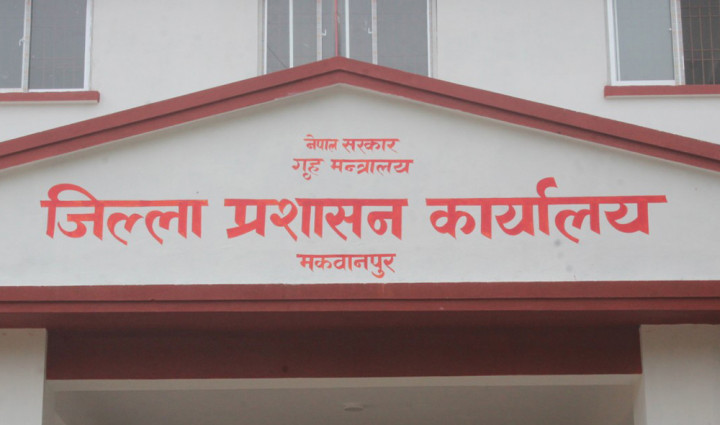 नेपाल सरकार
गृह मन्त्रालय
जिल्ला प्रशासन कार्यालय
मकवानपुर